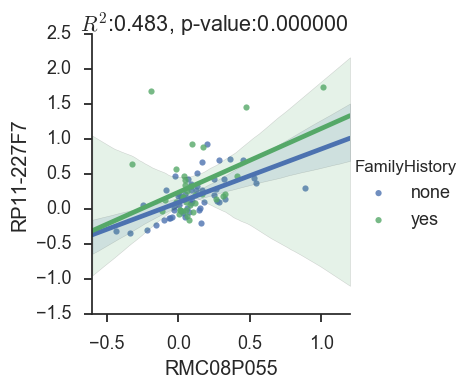 R²:0.483, p-value:0.000000
2.5
2.0
1.5
1.0
0.5
0.0
−0.5
−1.0
−1.5
RP11-227F7
−0.5 0.0 0.5 1.0
RMC08P055
FamilyHistory
none
yes